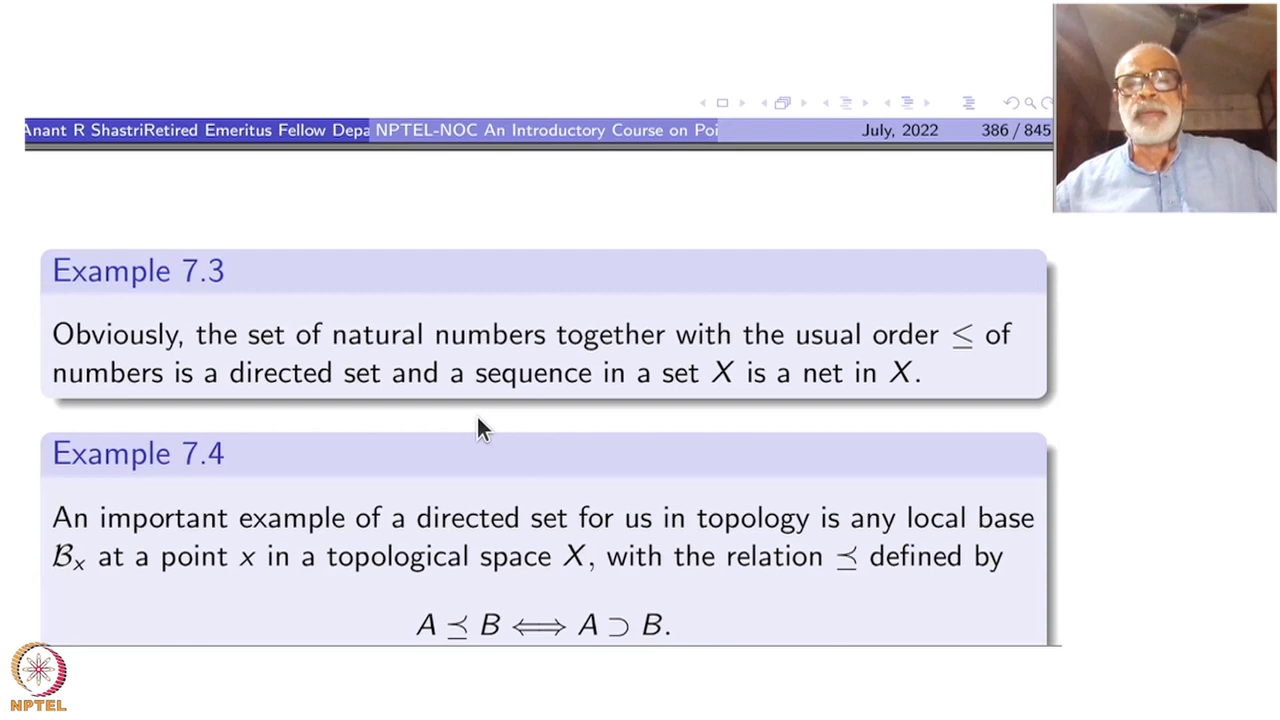 Anant R ShastriRetired Emeritus Fellow Depa NPTEL-NOC An Introductory Course on Poi July, 2022 386 / 845
Example 7.3
Obviously, the set of natural numbers together with the usual order ≤ of
numbers is a directed set and a sequence in a set X is a net in X.
Example 7.4
An important example of a directed set for us in topology is any local base
ℬₓ at a point x in a topological space X, with the relation ⪯ defined by
A ⪯ B ⟺ A ⊃ B.
NPTEL